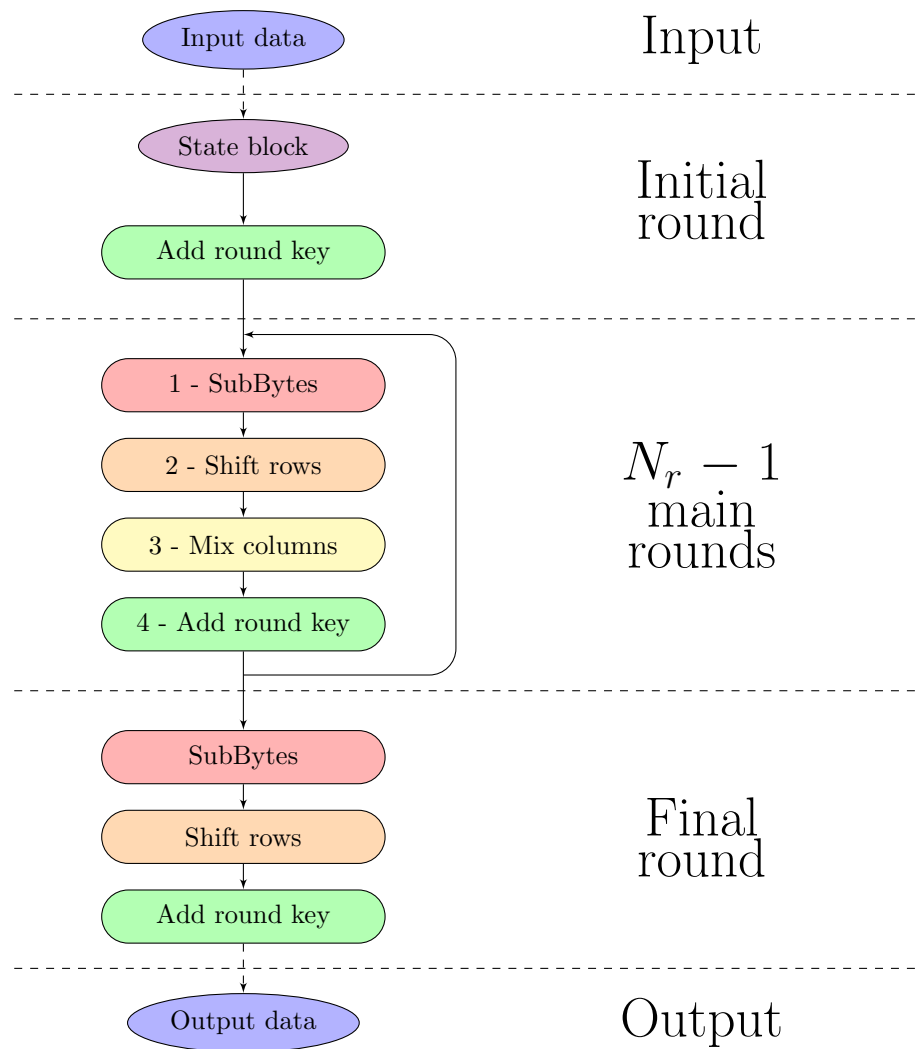 Input data
Input
State block
Initial
round
Add round key
1 - SubBytes
2 - Shift rows
3 - Mix columns
4 - Add round key
N_r − 1
main
rounds
SubBytes
Shift rows
Add round key
Final
round
Output data
Output